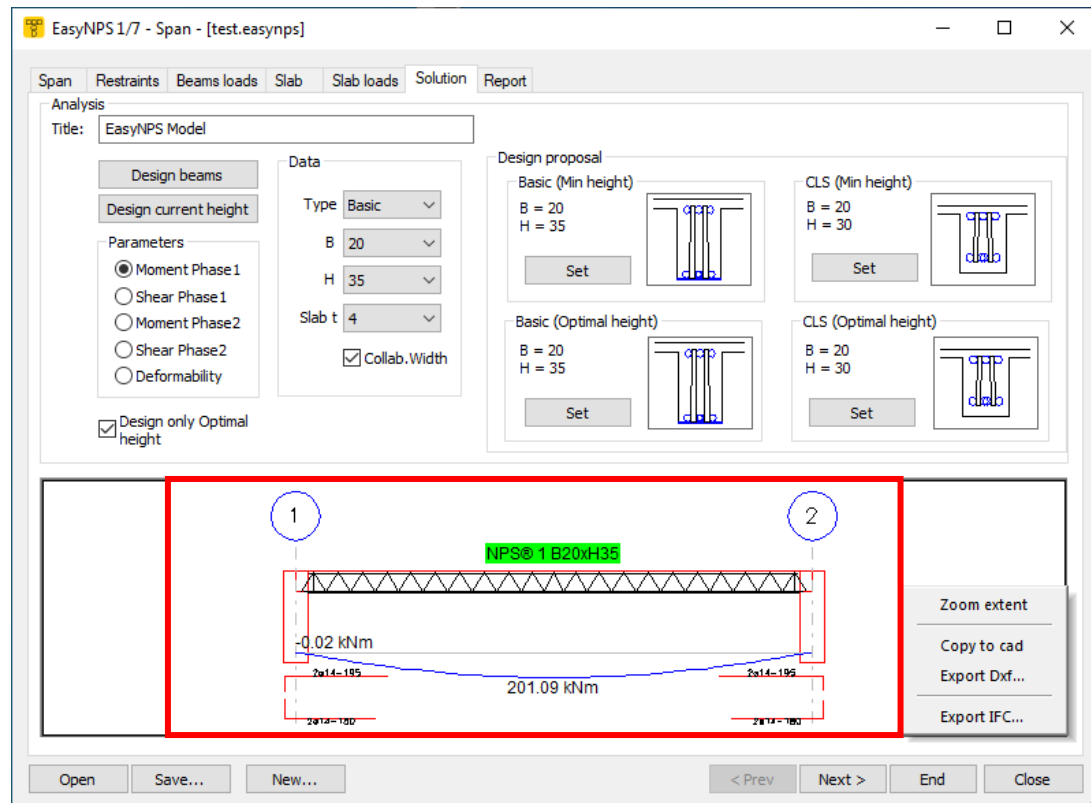 EasyNPS 1/7 - Span - [test.easynps]
Span Restraints Beams loads Slab Slab loads Solution Report
Analysis
Title: EasyNPS Model
Design beams
Design current height
Parameters
Moment Phase1
Shear Phase1
Moment Phase2
Shear Phase2
Deformability
Design only Optimal
height
Data
Type Basic
B 20
H 35
Slab t 4
Collab.Width
Design proposal
Basic (Min height)
B = 20
H = 35
Set
CLS (Min height)
B = 20
H = 30
Set
Basic (Optimal height)
B = 20
H = 35
Set
CLS (Optimal height)
B = 20
H = 30
Set
1
2
NPS® 1 B20xH35
-0.02 kNm
2ø14-195
201.09 kNm
2ø14-195
Zoom extent
Copy to cad
Export Dxf...
Export IFC...
Open Save... New... < Prev Next > End Close